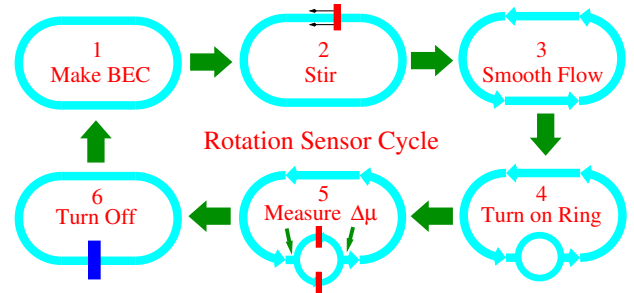 1
Make BEC
2
Stir
3
Smooth Flow
Rotation Sensor Cycle
6
Turn Off
5
Measure Δμ
4
Turn on Ring